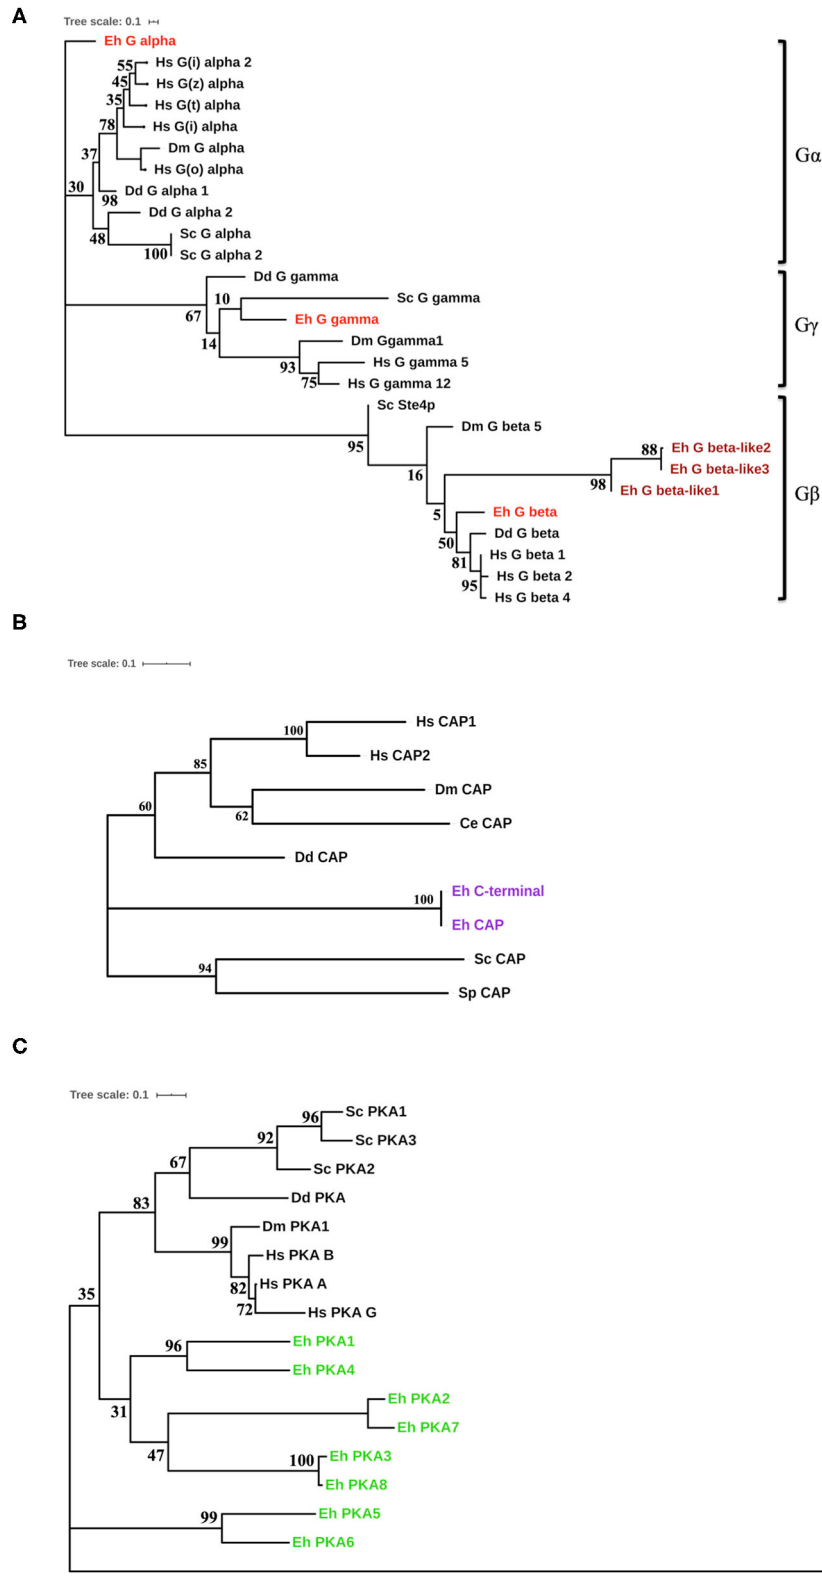 A
Tree scale: 0.1
Eh G alpha
55
Hs G(i) alpha 2
45
Hs G(z) alpha
35
Hs G(t) alpha
78
Hs G(i) alpha
Dm G alpha
37
Hs G(o) alpha
30
98
Dd G alpha 1
Dd G alpha 2
48
Sc G alpha
100
Sc G alpha 2
Gα
Dd G gamma
10
Sc G gamma
67
Eh G gamma
14
Dm Ggamma1
93
Hs G gamma 5
75
Hs G gamma 12
Gγ
Sc Ste4p
95
Dm G beta 5
16
88
Eh G beta-like2
Eh G beta-like3
98
Eh G beta-like1
5
Eh G beta
50
Dd G beta
81
Hs G beta 1
95
Hs G beta 2
Hs G beta 4
Gβ
B
Tree scale: 0.1
100
Hs CAP1
85
Hs CAP2
Dm CAP
60
62
Ce CAP
Dd CAP
100
Eh C-terminal
Eh CAP
94
Sc CAP
Sp CAP
C
Tree scale: 0.1
96
Sc PKA1
92
Sc PKA3
67
Sc PKA2
83
Dd PKA
Dm PKA1
99
Hs PKA B
82
Hs PKA A
72
Hs PKA G
35
96
Eh PKA1
Eh PKA4
31
Eh PKA2
Eh PKA7
47
100
Eh PKA3
Eh PKA8
99
Eh PKA5
Eh PKA6